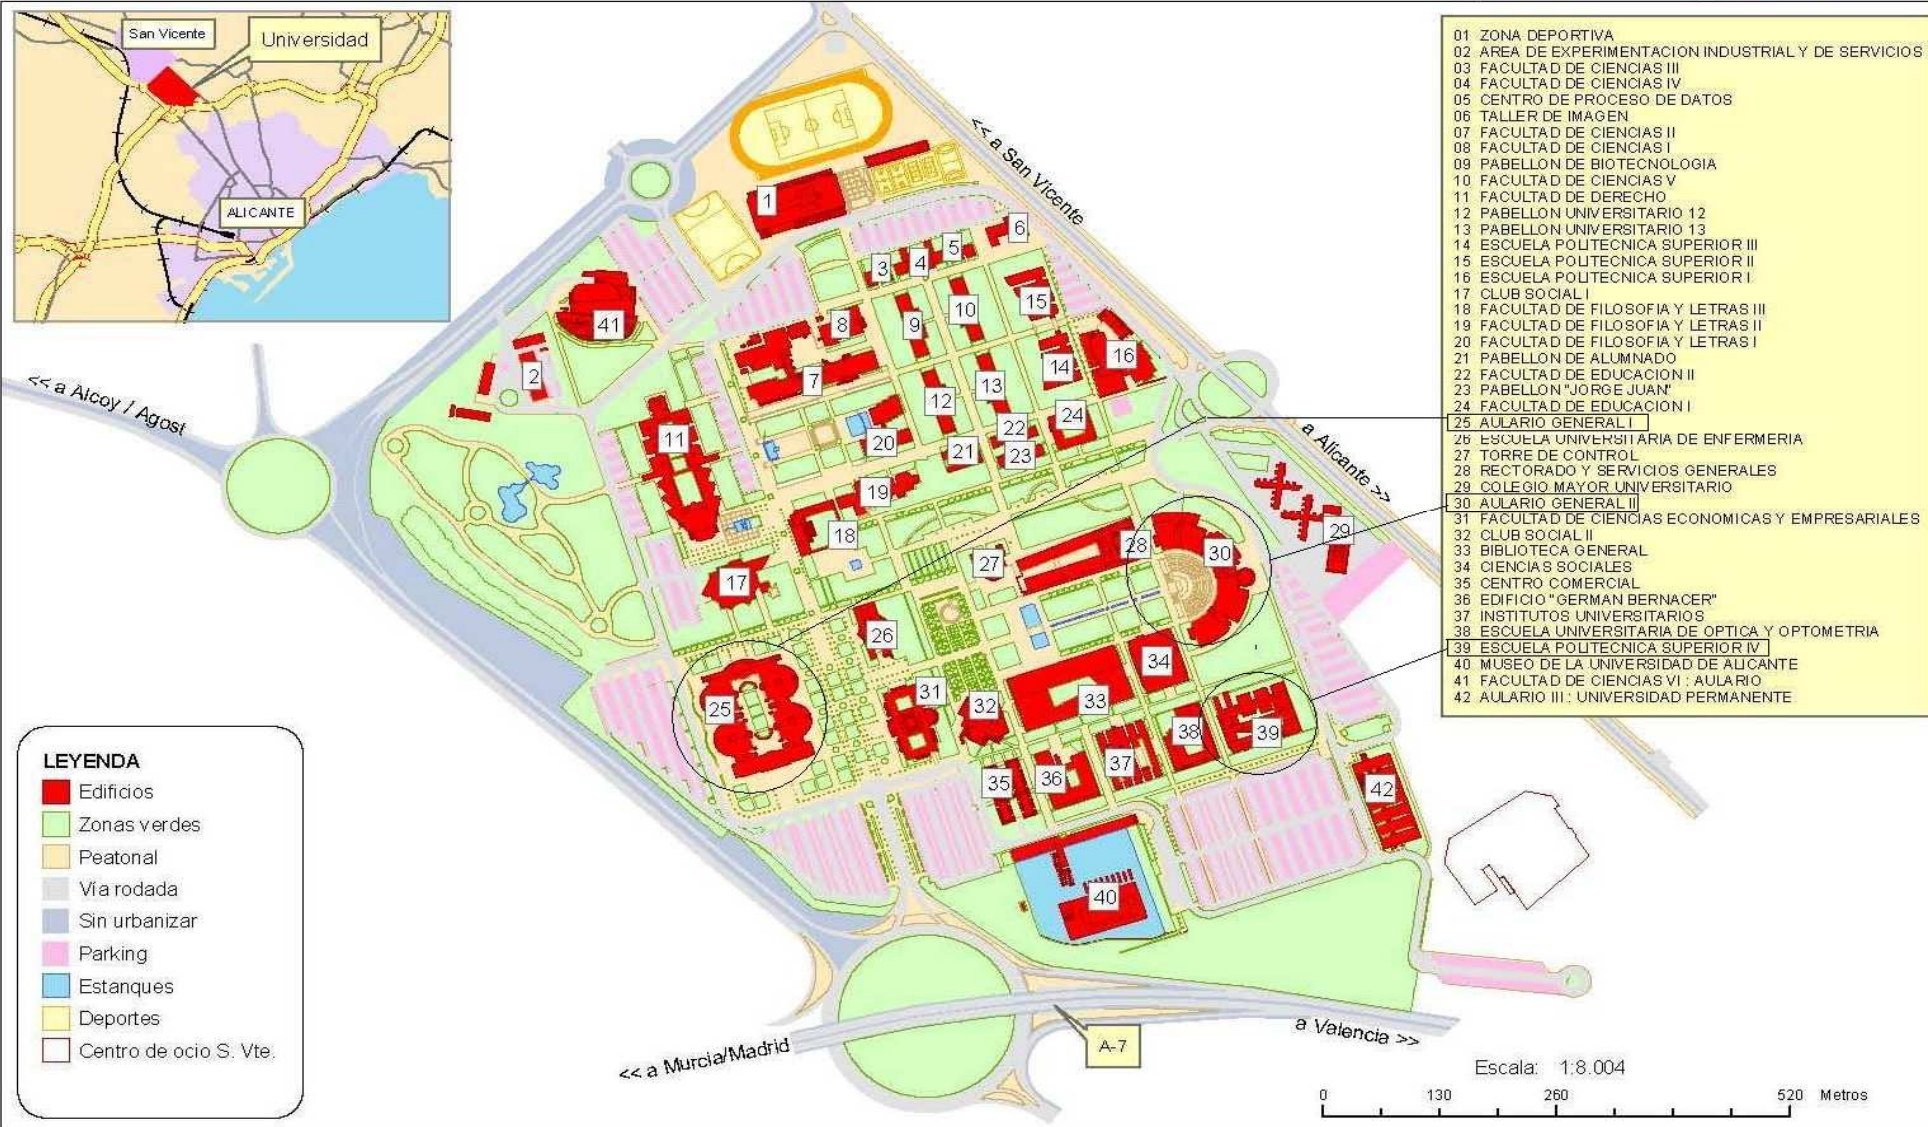 San Vicente
Universidad
ALICANTE
<< a San Vicente
<< a Alcoy / Agost
a Alicante >>
<< a Murcia/Madrid
A-7
a Valencia >>
1
2
3
4
5
6
7
8
9
10
11
12
13
14
15
16
17
18
19
20
21
22
23
24
25
26
27
28
29
30
31
32
33
34
35
36
37
38
39
40
41
42
01 ZONA DEPORTIVA
02 AREA DE EXPERIMENTACION INDUSTRIAL Y DE SERVICIOS
03 FACULTAD DE CIENCIAS III
04 FACULTAD DE CIENCIAS IV
05 CENTRO DE PROCESO DE DATOS
06 TALLER DE IMAGEN
07 FACULTAD DE CIENCIAS II
08 FACULTAD DE CIENCIAS I
09 PABELLON DE BIOTECNOLOGIA
10 FACULTAD DE CIENCIAS V
11 FACULTAD DE DERECHO
12 PABELLON UNIVERSITARIO 12
13 PABELLON UNIVERSITARIO 13
14 ESCUELA POLITECNICA SUPERIOR III
15 ESCUELA POLITECNICA SUPERIOR II
16 ESCUELA POLITECNICA SUPERIOR I
17 CLUB SOCIAL I
18 FACULTAD DE FILOSOFIA Y LETRAS III
19 FACULTAD DE FILOSOFIA Y LETRAS II
20 FACULTAD DE FILOSOFIA Y LETRAS I
21 PABELLON DE ALUMNADO
22 FACULTAD DE EDUCACION II
23 PABELLON "JORGE JUAN"
24 FACULTAD DE EDUCACION I
25 AULARIO GENERAL I
26 ESCUELA UNIVERSITARIA DE ENFERMERIA
27 TORRE DE CONTROL
28 RECTORADO Y SERVICIOS GENERALES
29 COLEGIO MAYOR UNIVERSITARIO
30 AULARIO GENERAL II
31 FACULTAD DE CIENCIAS ECONOMICAS Y EMPRESARIALES
32 CLUB SOCIAL II
33 BIBLIOTECA GENERAL
34 CIENCIAS SOCIALES
35 CENTRO COMERCIAL
36 EDIFICIO "GERMAN BERNACER"
37 INSTITUTOS UNIVERSITARIOS
38 ESCUELA UNIVERSITARIA DE OPTICA Y OPTOMETRIA
39 ESCUELA POLITECNICA SUPERIOR IV
40 MUSEO DE LA UNIVERSIDAD DE ALICANTE
41 FACULTAD DE CIENCIAS VI : AULARIO
42 AULARIO III : UNIVERSIDAD PERMANENTE
LEYENDA
Edificios
Zonas verdes
Peatonal
Vía rodada
Sin urbanizar
Parking
Estanques
Deportes
Centro de ocio S. Vte.
Escala: 1:8.004
0 130 260 520 Metros